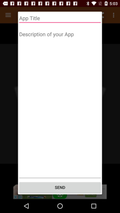 5:03
App Title
Description of your App
SEND